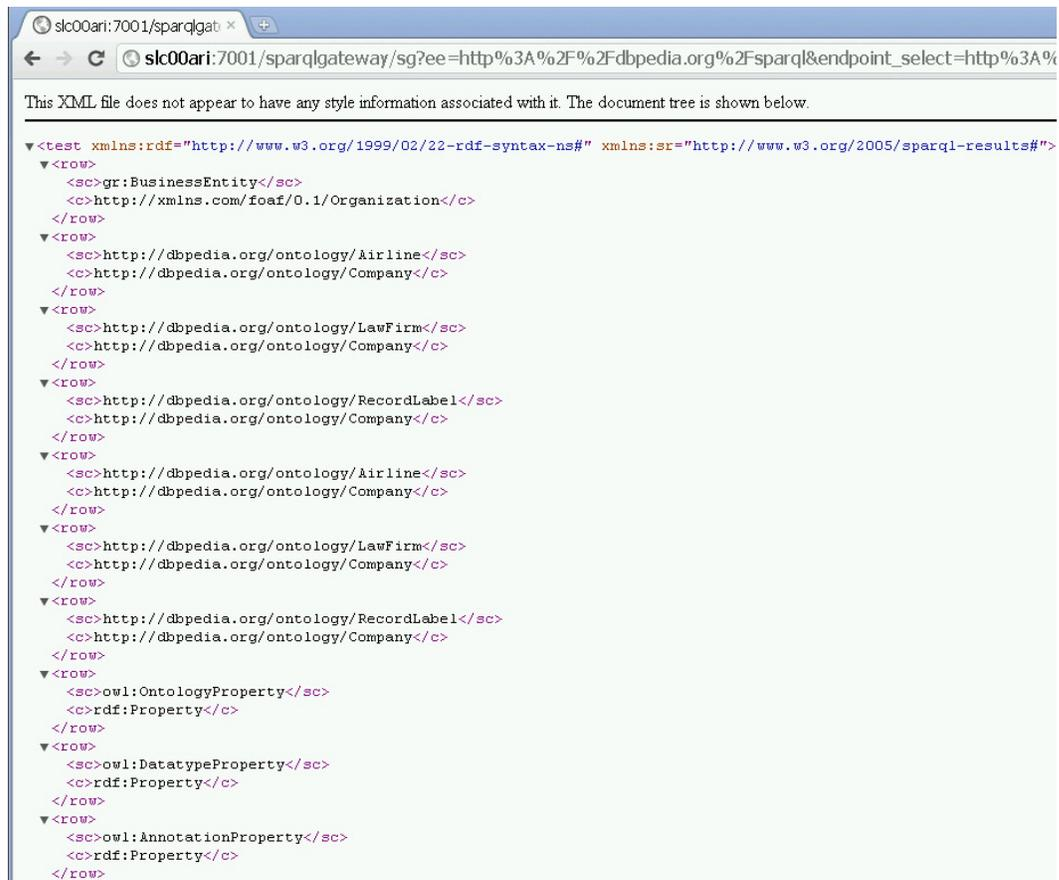 slc00ari:7001/sparqlgat
slc00ari:7001/sparqlgateway/sg?ee=http%3A%2F%2Fdbpedia.org%2Fsparql&endpoint_select=http%3A%
This XML file does not appear to have any style information associated with it. The document tree is shown below.
▼<test xmlns:rdf="http://www.w3.org/1999/02/22-rdf-syntax-ns#" xmlns:sr="http://www.w3.org/2005/sparql-results#">
▼<row>
<sc>gr:BusinessEntity</sc>
<c>http://xmlns.com/foaf/0.1/Organization</c>
</row>
▼<row>
<sc>http://dbpedia.org/ontology/Airline</sc>
<c>http://dbpedia.org/ontology/Company</c>
</row>
▼<row>
<sc>http://dbpedia.org/ontology/LawFirm</sc>
<c>http://dbpedia.org/ontology/Company</c>
</row>
▼<row>
<sc>http://dbpedia.org/ontology/RecordLabel</sc>
<c>http://dbpedia.org/ontology/Company</c>
</row>
▼<row>
<sc>http://dbpedia.org/ontology/Airline</sc>
<c>http://dbpedia.org/ontology/Company</c>
</row>
▼<row>
<sc>http://dbpedia.org/ontology/LawFirm</sc>
<c>http://dbpedia.org/ontology/Company</c>
</row>
▼<row>
<sc>http://dbpedia.org/ontology/RecordLabel</sc>
<c>http://dbpedia.org/ontology/Company</c>
</row>
▼<row>
<sc>owl:OntologyProperty</sc>
<c>rdf:Property</c>
</row>
▼<row>
<sc>owl:DatatypeProperty</sc>
<c>rdf:Property</c>
</row>
▼<row>
<sc>owl:AnnotationProperty</sc>
<c>rdf:Property</c>
</row>